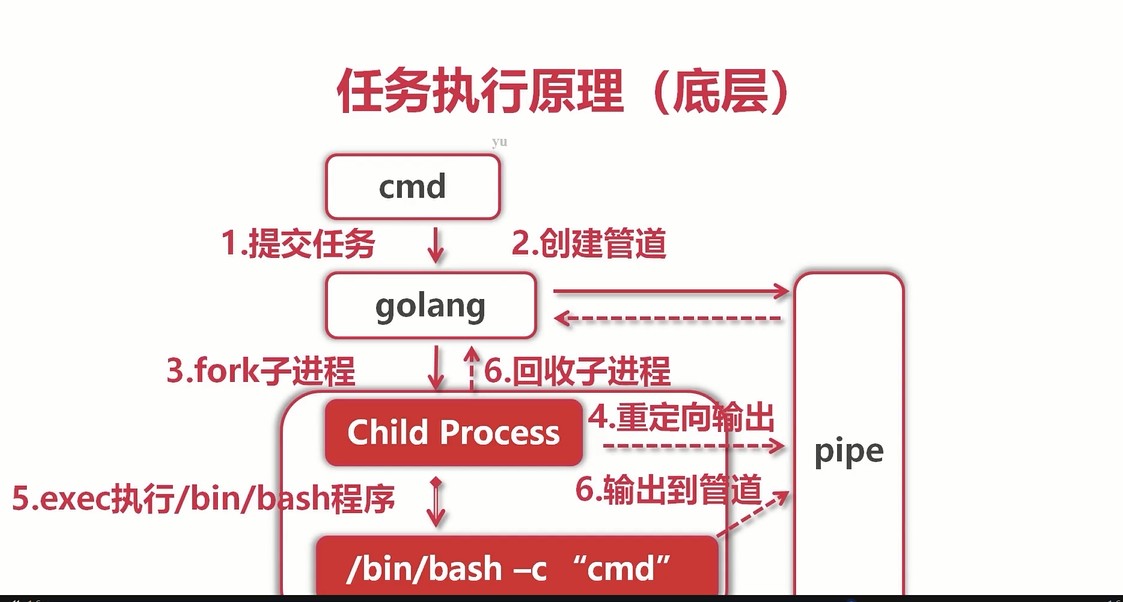 任务执行原理（底层）
yu
cmd
1.提交任务
2.创建管道
golang
3.fork子进程
6.回收子进程
Child Process
4.重定向输出
pipe
5.exec执行/bin/bash程序
6.输出到管道
/bin/bash –c “cmd”